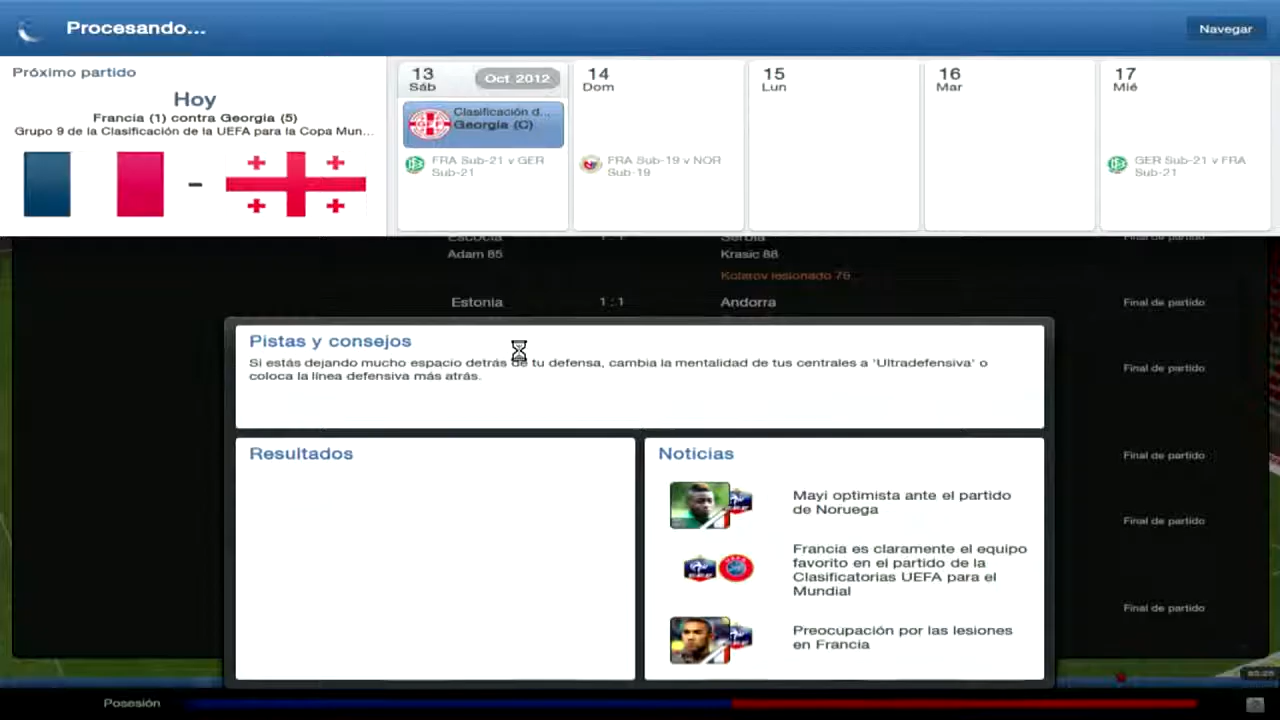 Procesando...
Navegar
Próximo partido
Hoy
Francia (1) contra Georgia (5)
Grupo 9 de la Clasificación de la UEFA para la Copa Mun...
13
Sáb
Oct 2012
Clasificación d...
Georgia (C)
FRA Sub-21 v GER
Sub-21
14
Dom
FRA Sub-19 v NOR
Sub-19
15
Lun
16
Mar
17
Mié
GER Sub-21 v FRA
Sub-21
Escocia 1 : 1 Serbia Final de partido
Adam 85 Krasic 88
Kolarov lesionado 76
Estonia 1 : 1 Andorra Final de partido
Final de partido
Final de partido
Final de partido
Final de partido
Pistas y consejos
Si estás dejando mucho espacio detrás de tu defensa, cambia la mentalidad de tus centrales a 'Ultradefensiva' o
coloca la línea defensiva más atrás.
Resultados
Noticias
Mayi optimista ante el partido
de Noruega
Francia es claramente el equipo
favorito en el partido de la
Clasificatorias UEFA para el
Mundial
Preocupación por las lesiones
en Francia
Posesión